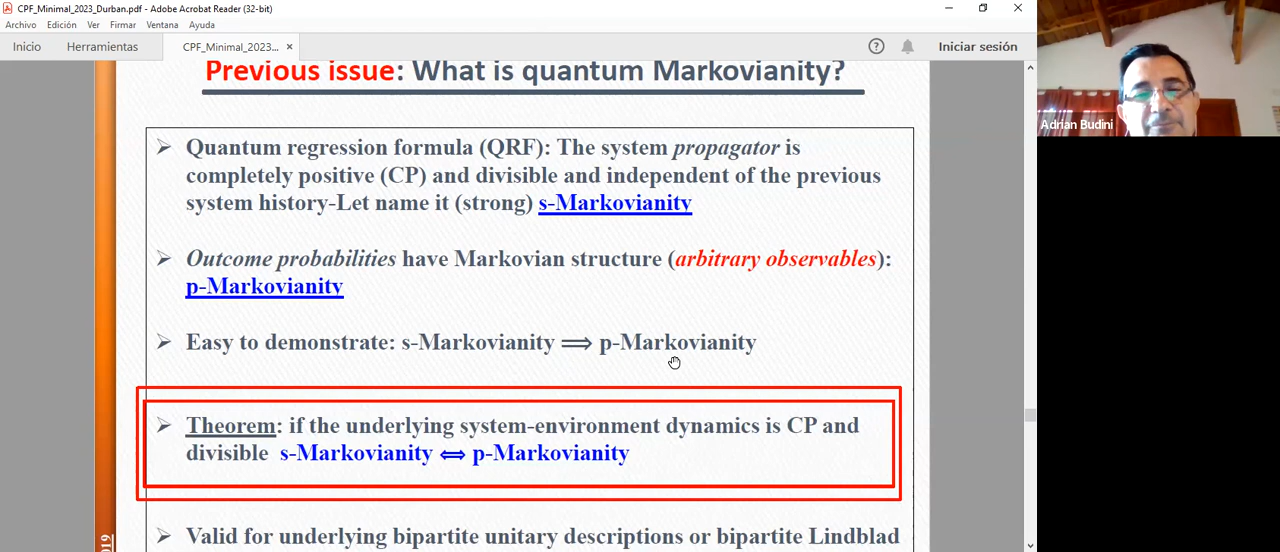 CPF_Minimal_2023_Durban.pdf - Adobe Acrobat Reader (32-bit)
Archivo Edición Ver Firmar Ventana Ayuda
Inicio Herramientas CPF_Minimal_2023... × Iniciar sesión
Adrian Budini
Previous issue: What is quantum Markovianity?
➢ Quantum regression formula (QRF): The system propagator is
completely positive (CP) and divisible and independent of the previous
system history-Let name it (strong) s-Markovianity
➢ Outcome probabilities have Markovian structure (arbitrary observables):
p-Markovianity
➢ Easy to demonstrate: s-Markovianity ⟹ p-Markovianity
➢ Theorem: if the underlying system-environment dynamics is CP and
divisible s-Markovianity ⟺ p-Markovianity
➢ Valid for underlying bipartite unitary descriptions or bipartite Lindblad
019